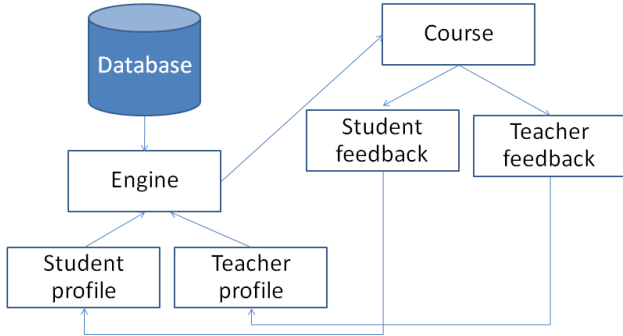 Database
Course
Student
feedback
Teacher
feedback
Engine
Student
profile
Teacher
profile